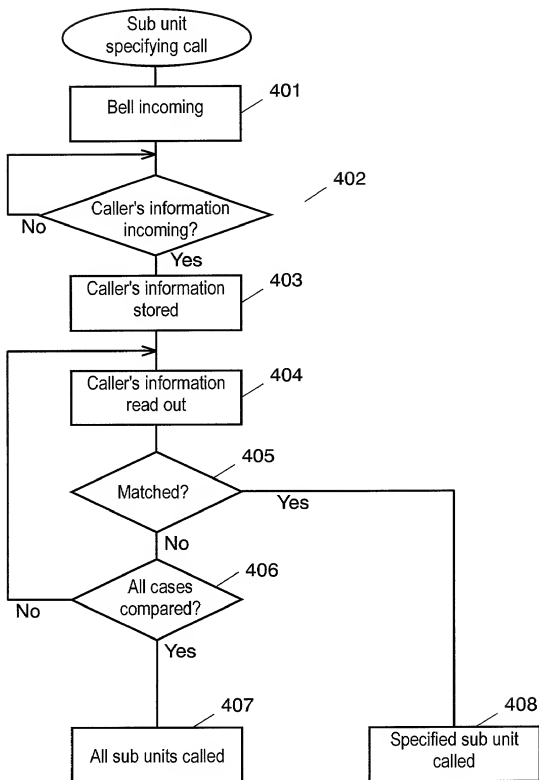 Sub unit
specifying call
401
Bell incoming
402
Caller's information
incoming?
No
Yes
403
Caller's information
stored
404
Caller's information
read out
405
Matched?
Yes
No
406
All cases
compared?
No
Yes
407
408
All sub units called
Specified sub unit
called